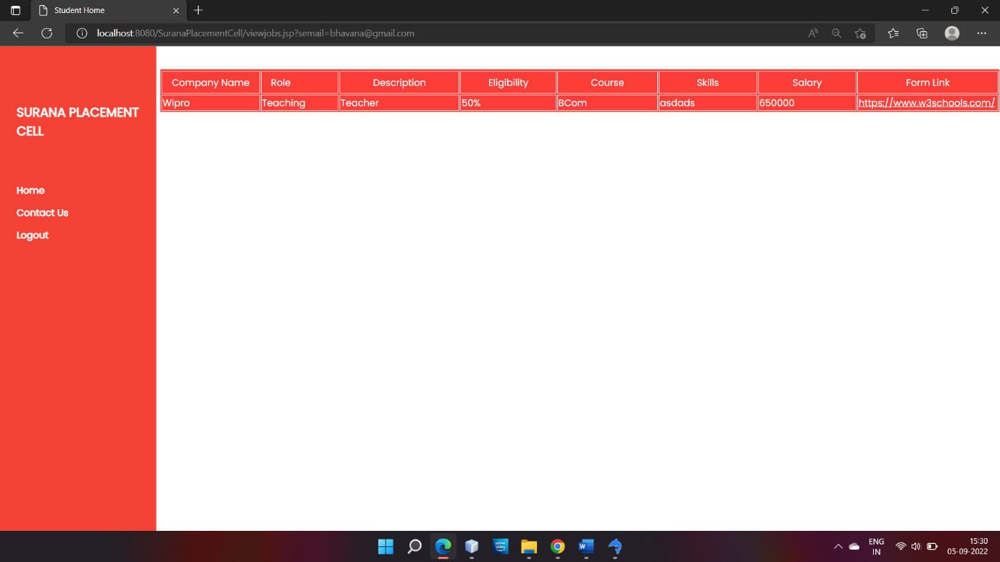 Student Home
localhost:8080/SuranaPlacementCell/viewjobs.jsp?semail=bhavana@gmail.com
SURANA PLACEMENT
CELL
Home
Contact Us
Logout
Company Name Role Description Eligibility Course Skills Salary Form Link
Wipro Teaching Teacher 50% BCom asdads 650000 https://www.w3schools.com/
prime video
W
ENG
IN
15:30
05-09-2022